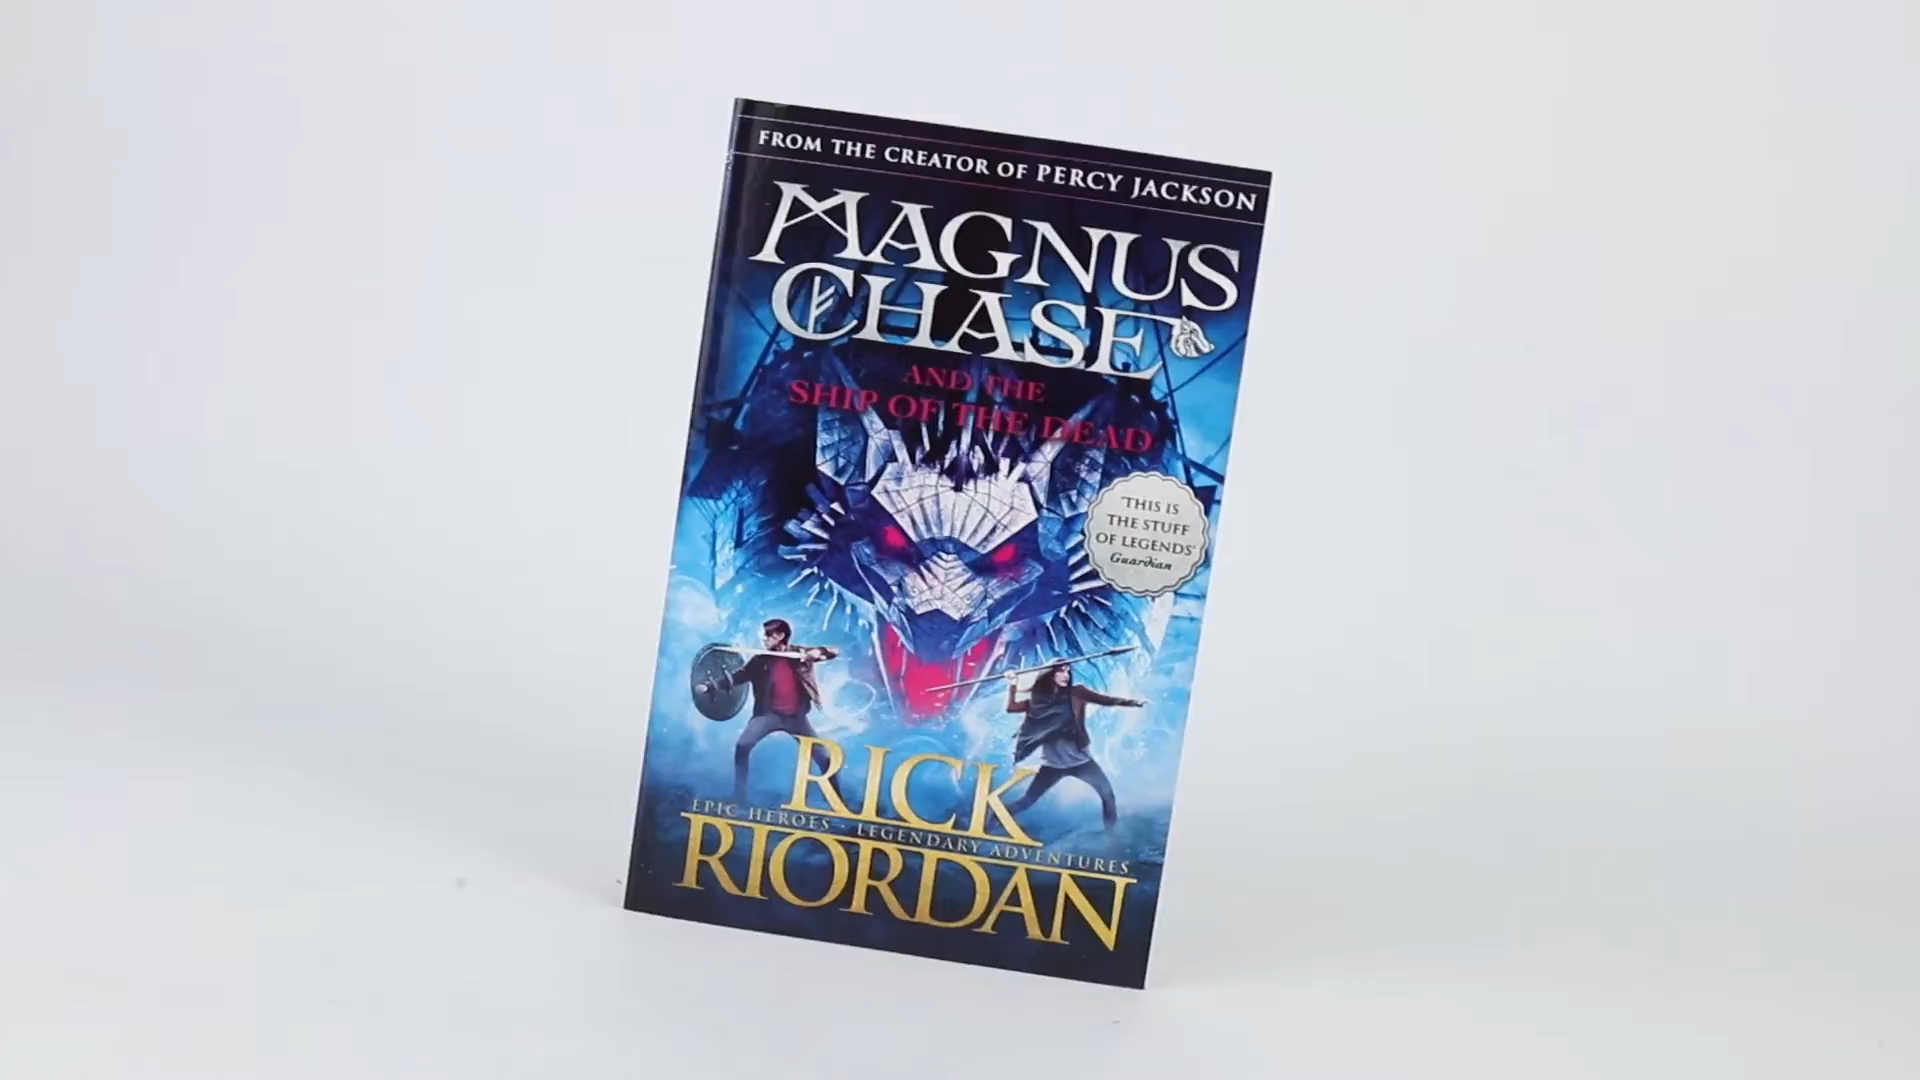 FROM THE CREATOR OF PERCY JACKSON
MAGNUS
CHASE
AND THE
SHIP OF THE DEAD
'THIS IS
THE STUFF
OF LEGENDS'
Guardian
RICK
EPIC HEROES · LEGENDARY ADVENTURES
RIORDAN